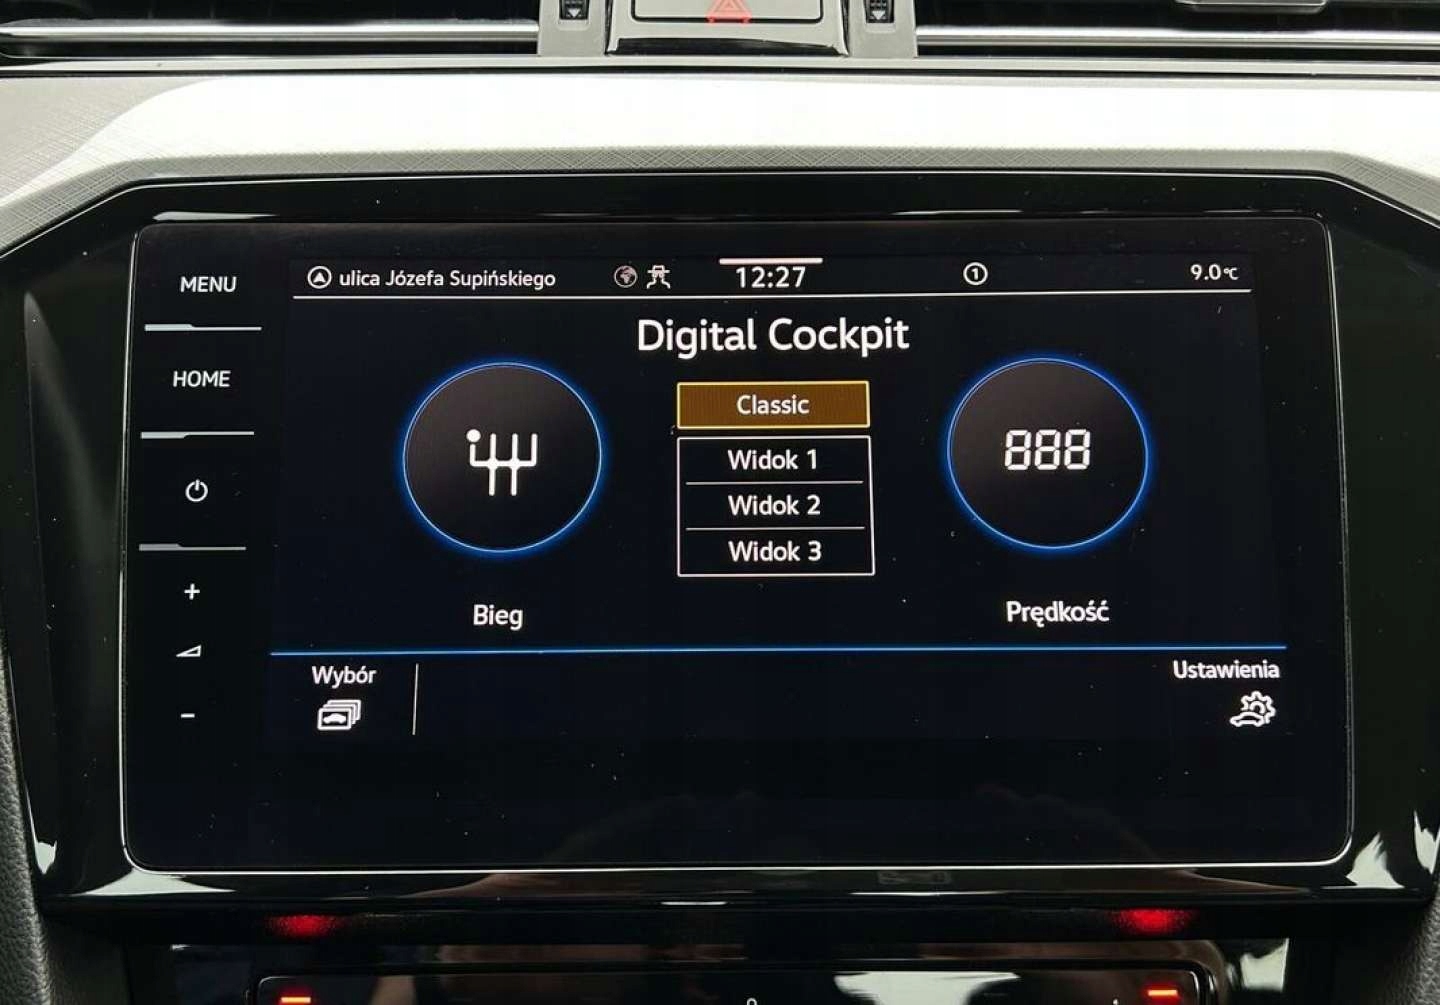 MENU
ulica Józefa Supińskiego
12:27
1
9.0°C
Digital Cockpit
HOME
Classic
888
Widok 1
Widok 2
Widok 3
+
-
Bieg
Prędkość
Wybór
Ustawienia